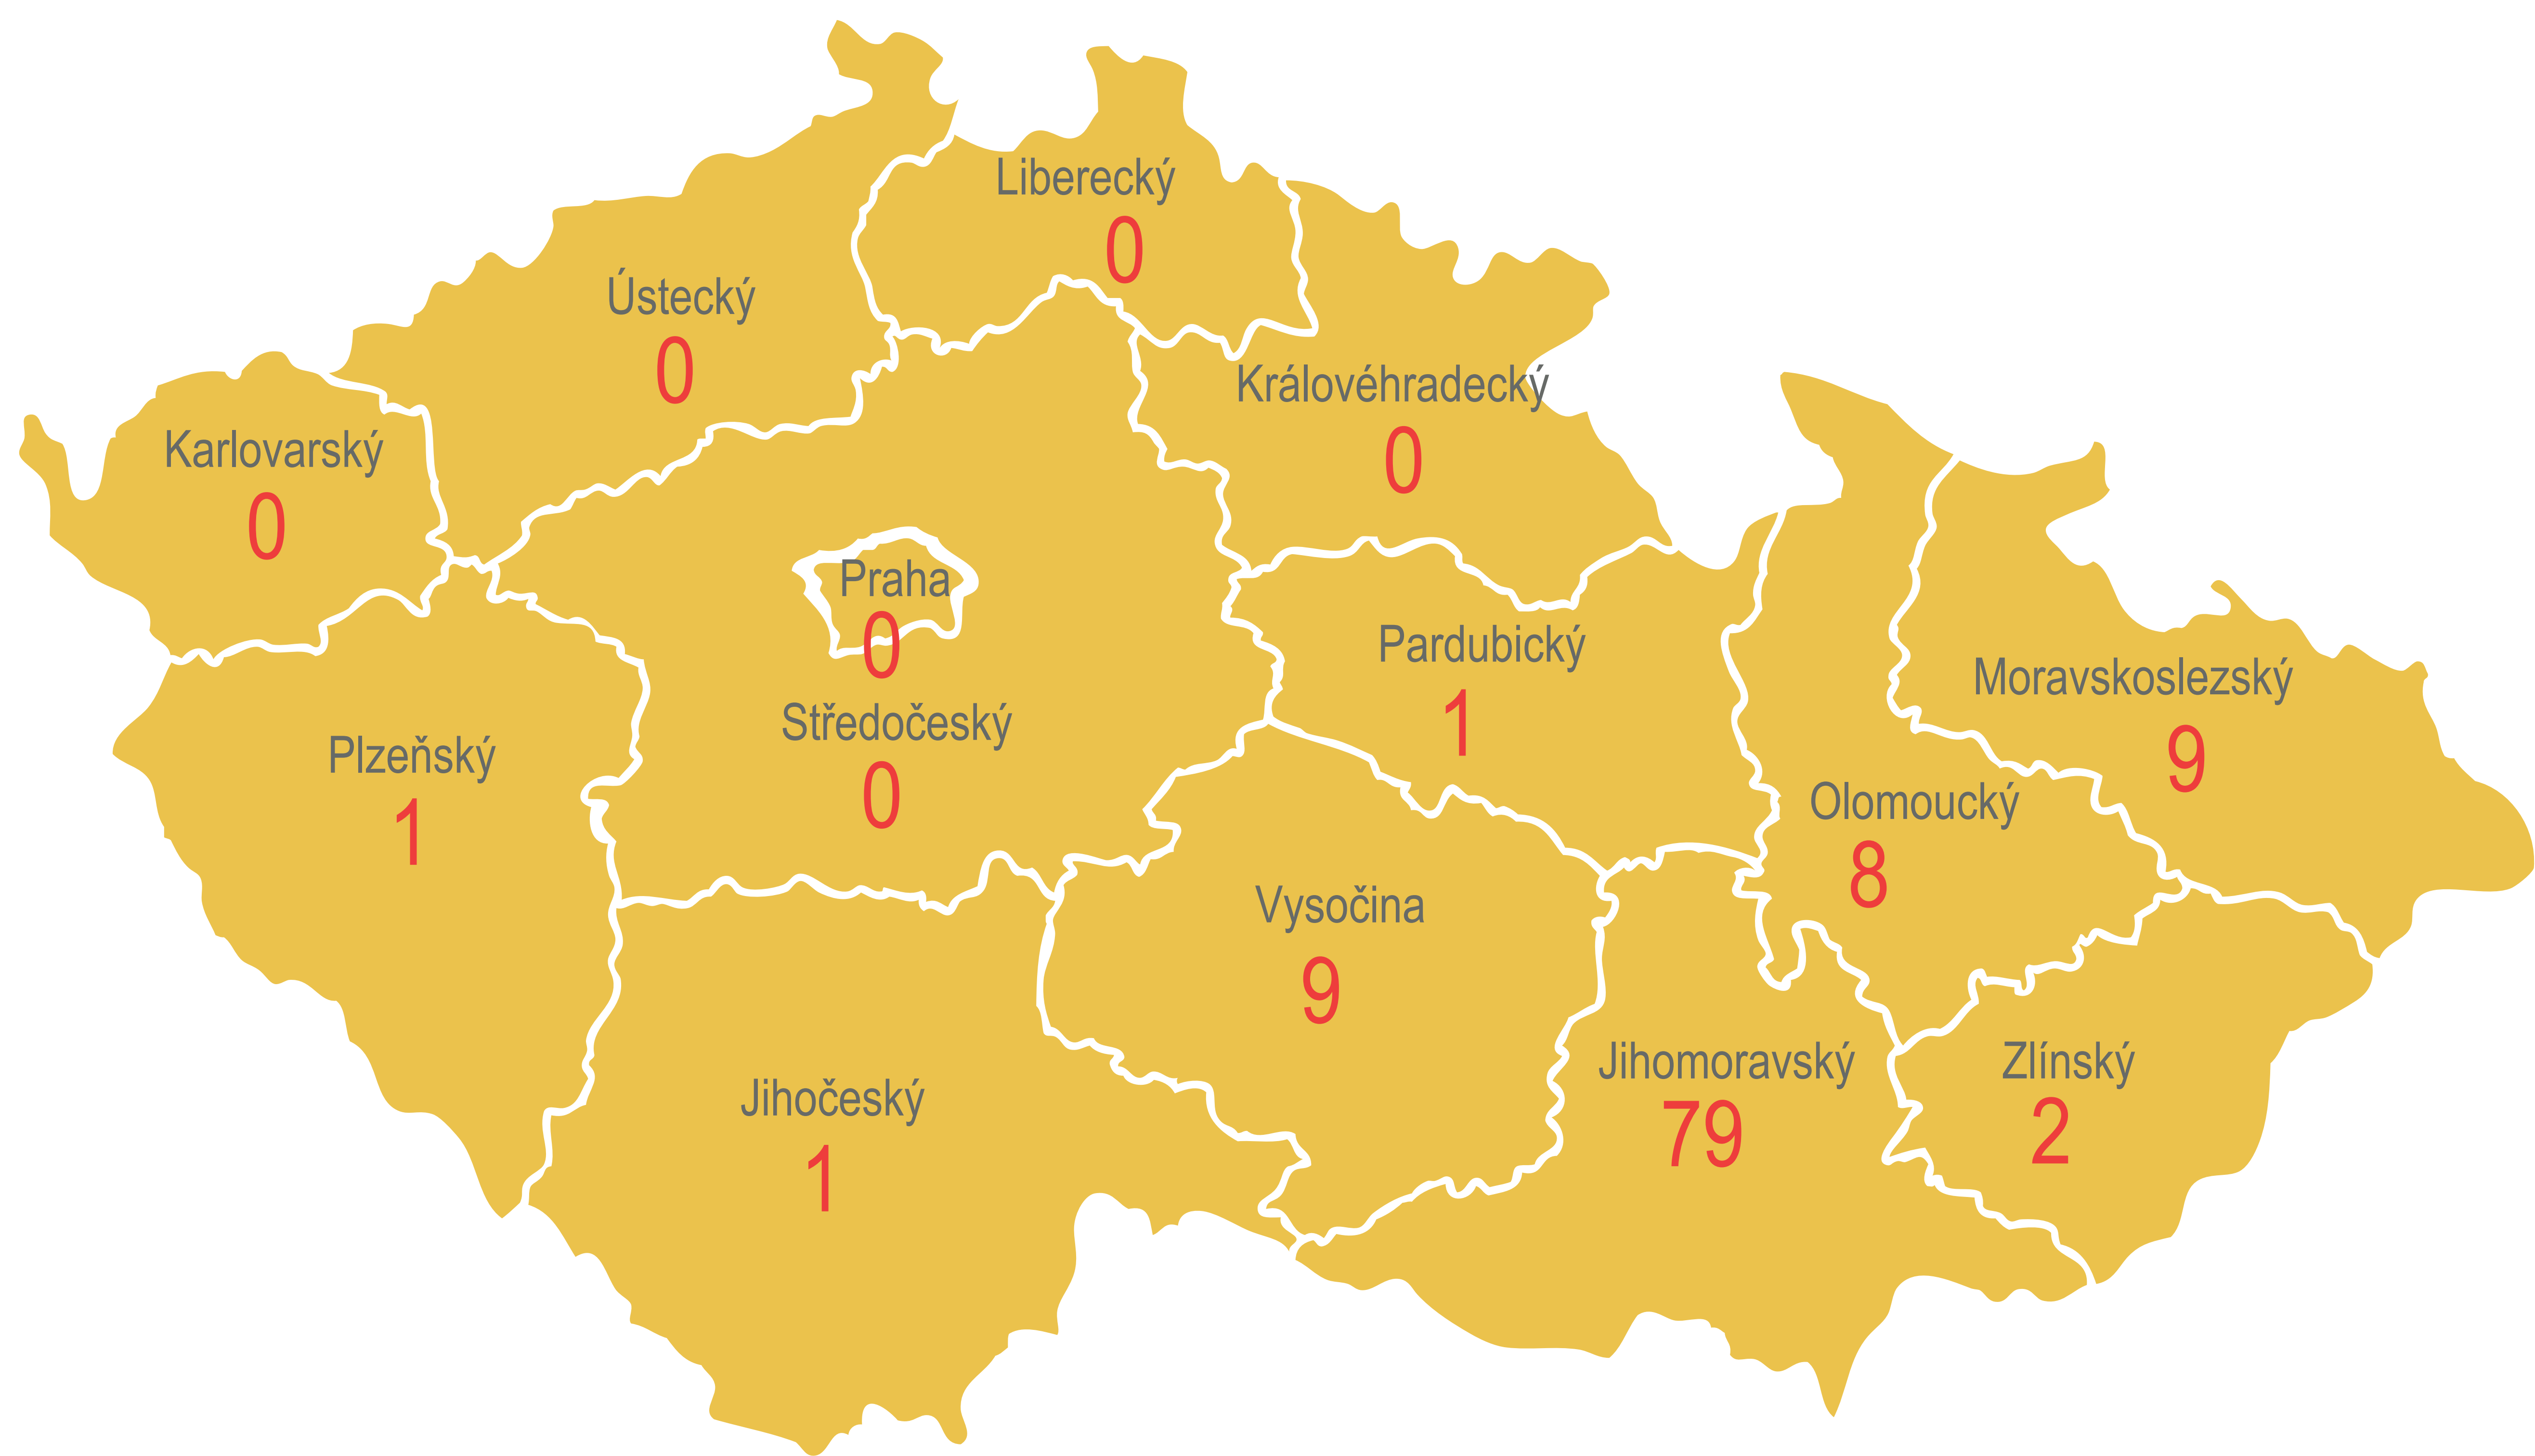 Liberecký
0
Ústecký
0
Královéhradecký
0
Karlovarský
0
Praha
0
Pardubický
1
Moravskoslezský
9
Středočeský
0
Plzeňský
1
Olomoucký
8
Vysočina
9
Jihomoravský
79
Zlínský
2
Jihočeský
1